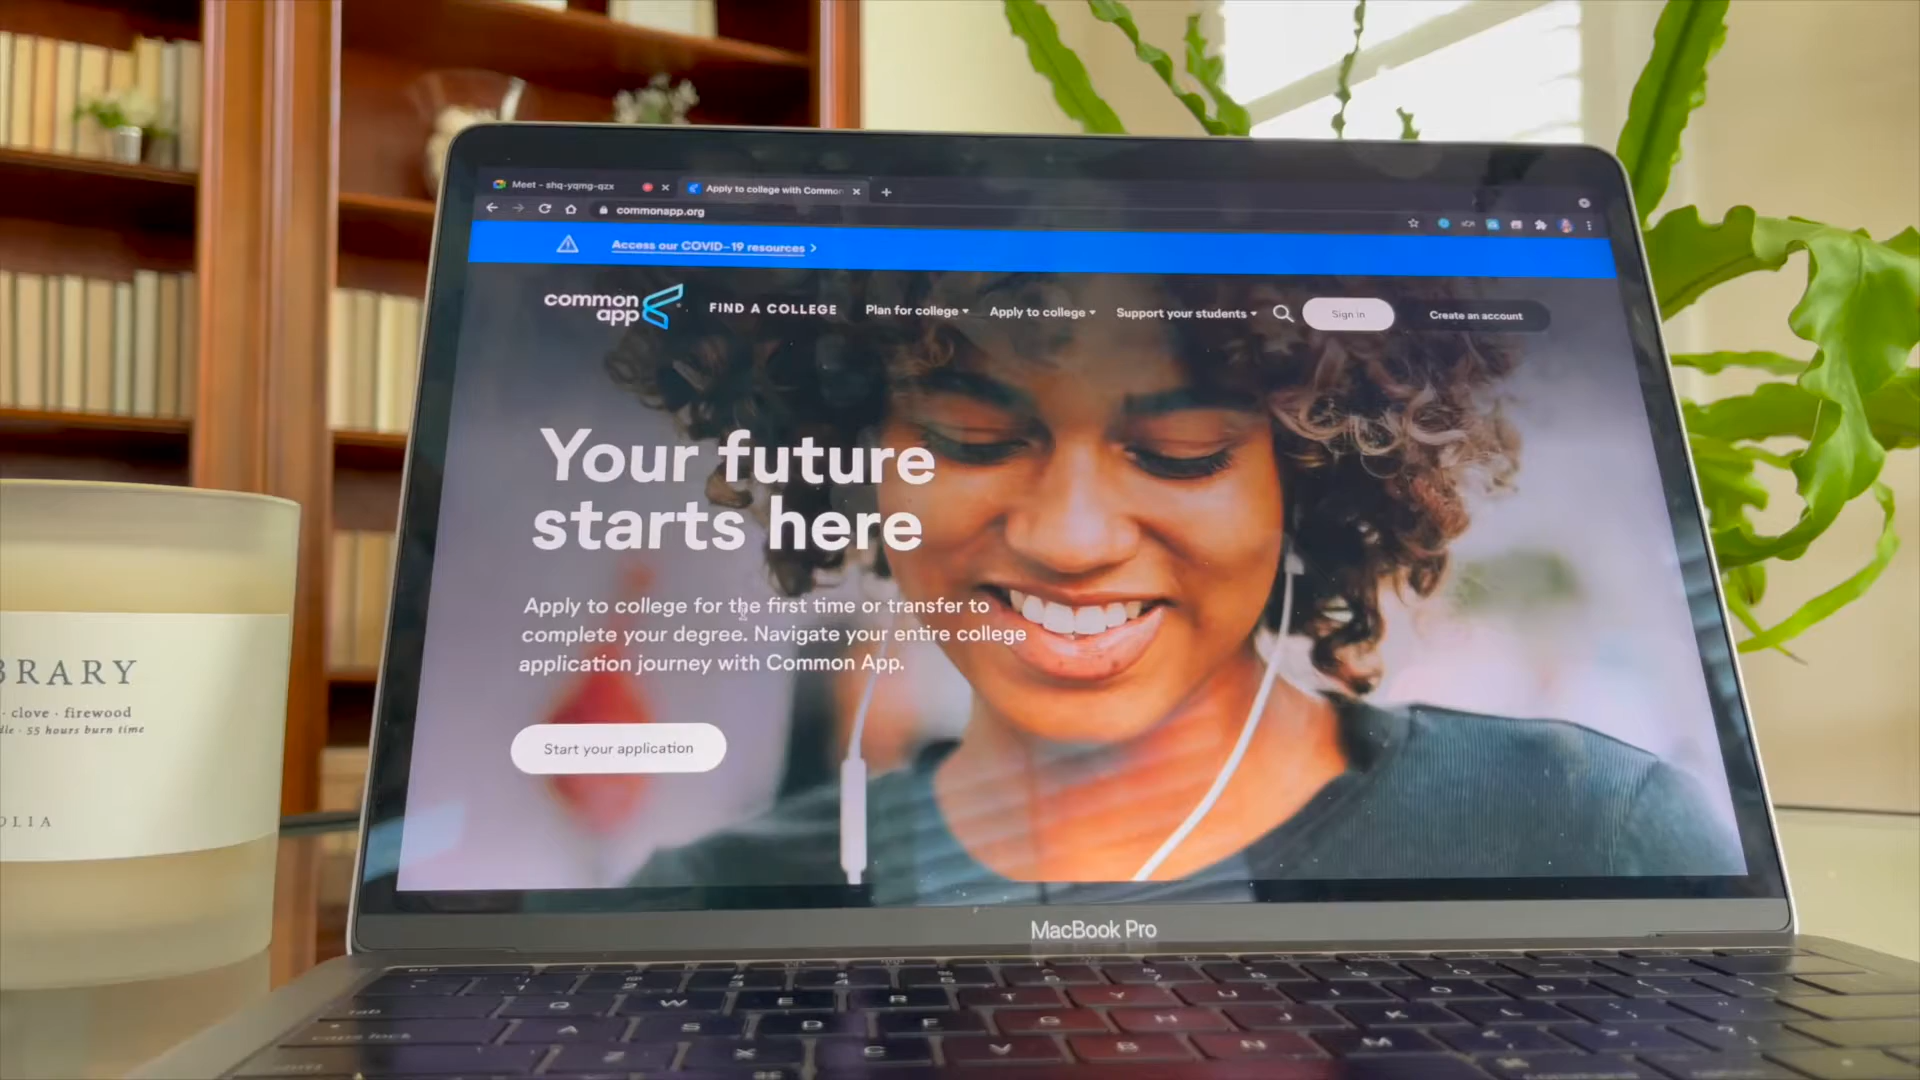 Meet - shq-yqmg-qzx
Apply to college with Common
commonapp.org
Access our COVID-19 resources
common
app
FIND A COLLEGE
Plan for college
Apply to college
Support your students
Sign in
Create an account
Your future
starts here
Apply to college for the first time or transfer to
complete your degree. Navigate your entire college
application journey with Common App.
Start your application
BRARY
· clove · firewood
dle · 55 hours burn time
OLIA
MacBook Pro
Q W E R T Y U I O P
caps lock A S D F G H J K L
Z X C V B N M